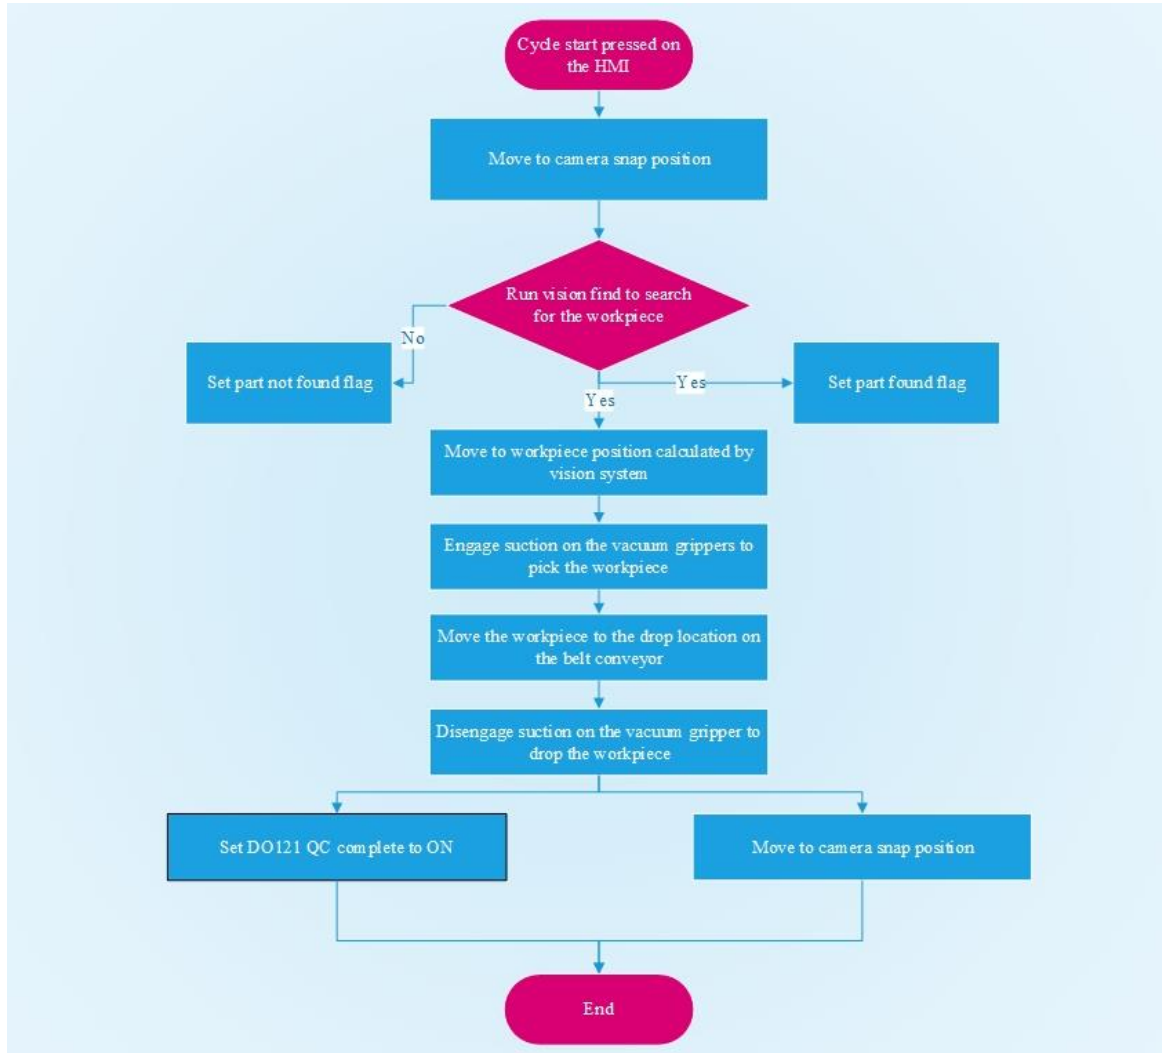 Cycle start pressed on
the HMI
Move to camera snap position
Run vision find to search
for the workpiece
No
Set part not found flag
Yes
Set part found flag
Yes
Move to workpiece position calculated by
vision system
Engage suction on the vacuum grippers to
pick the workpiece
Move the workpiece to the drop location on
the belt conveyor
Disengage suction on the vacuum gripper to
drop the workpiece
Set DO121 QC complete to ON
Move to camera snap position
End